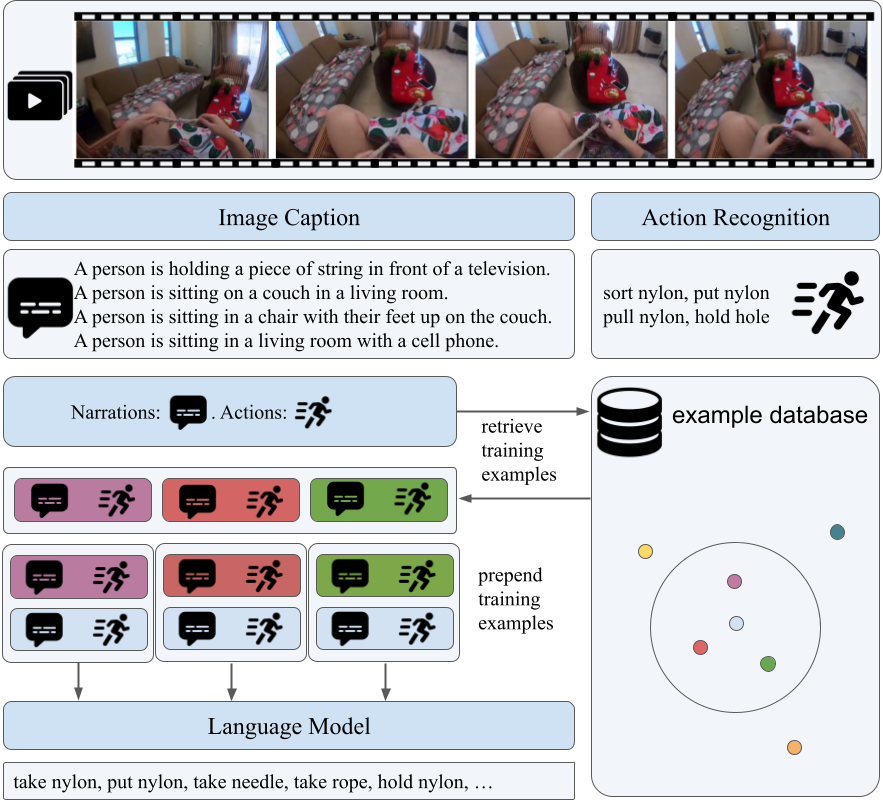 Image Caption
Action Recognition
A person is holding a piece of string in front of a television.
A person is sitting on a couch in a living room.
A person is sitting in a chair with their feet up on the couch.
A person is sitting in a living room with a cell phone.
sort nylon, put nylon
pull nylon, hold hole
Narrations: . Actions:
retrieve
training
examples
example database
prepend
training
examples
Language Model
take nylon, put nylon, take needle, take rope, hold nylon, …